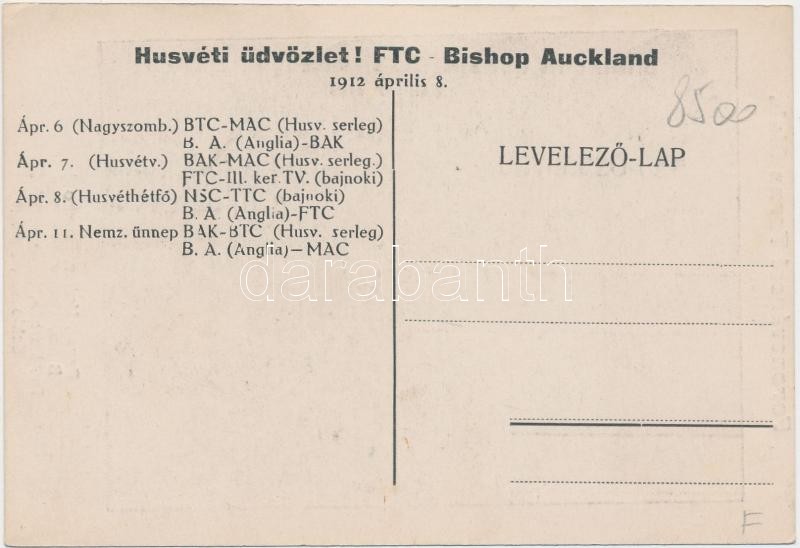 Husvéti üdvözlet! FTC - Bishop Auckland
1912 április 8.
8500
Ápr. 6 (Nagyszomb.) BTC-MAC (Husv. serleg)
B. A. (Anglia)-BAK
Ápr. 7. (Husvétv.) BAK-MAC (Husv. serleg.)
FTC-III. ker. TV. (bajnoki)
Ápr. 8. (Husvéthétfő) NSC-TTC (bajnoki)
B. A. (Anglia)-FTC
Ápr. 11. Nemz. ünnep BAK-BTC (Husv. serleg)
B. A. (Anglia)—MAC
LEVELEZŐ-LAP
darabanth
F